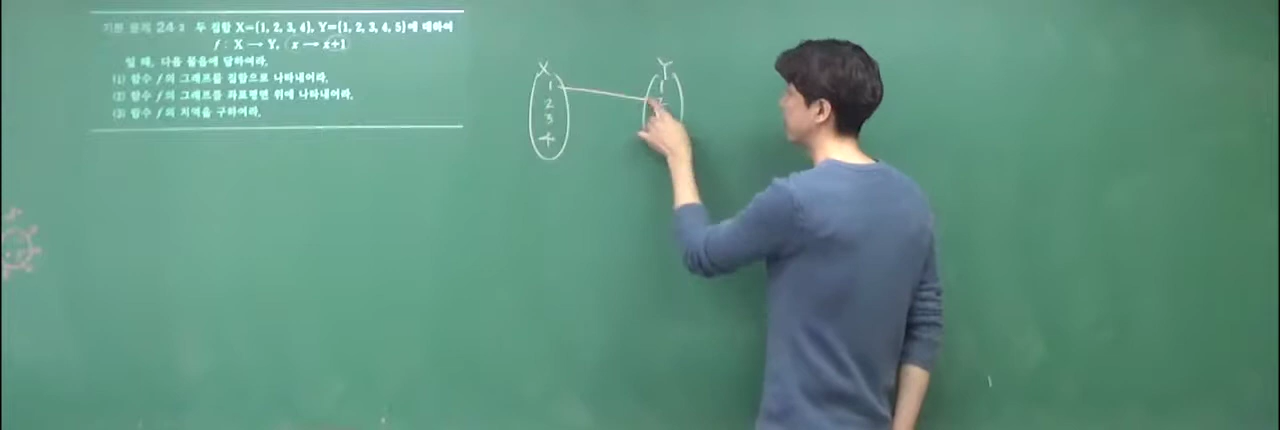 기본 문제 24-2 두 집합 X={1, 2, 3, 4}, Y={1, 2, 3, 4, 5}에 대하여
f : X → Y, x → x+1
일 때, 다음 물음에 답하여라.
(1) 함수 f의 그래프를 집합으로 나타내어라.
(2) 함수 f의 그래프를 좌표평면 위에 나타내어라.
(3) 함수 f의 치역을 구하여라.
X
1
2
3
4
Y
1
2